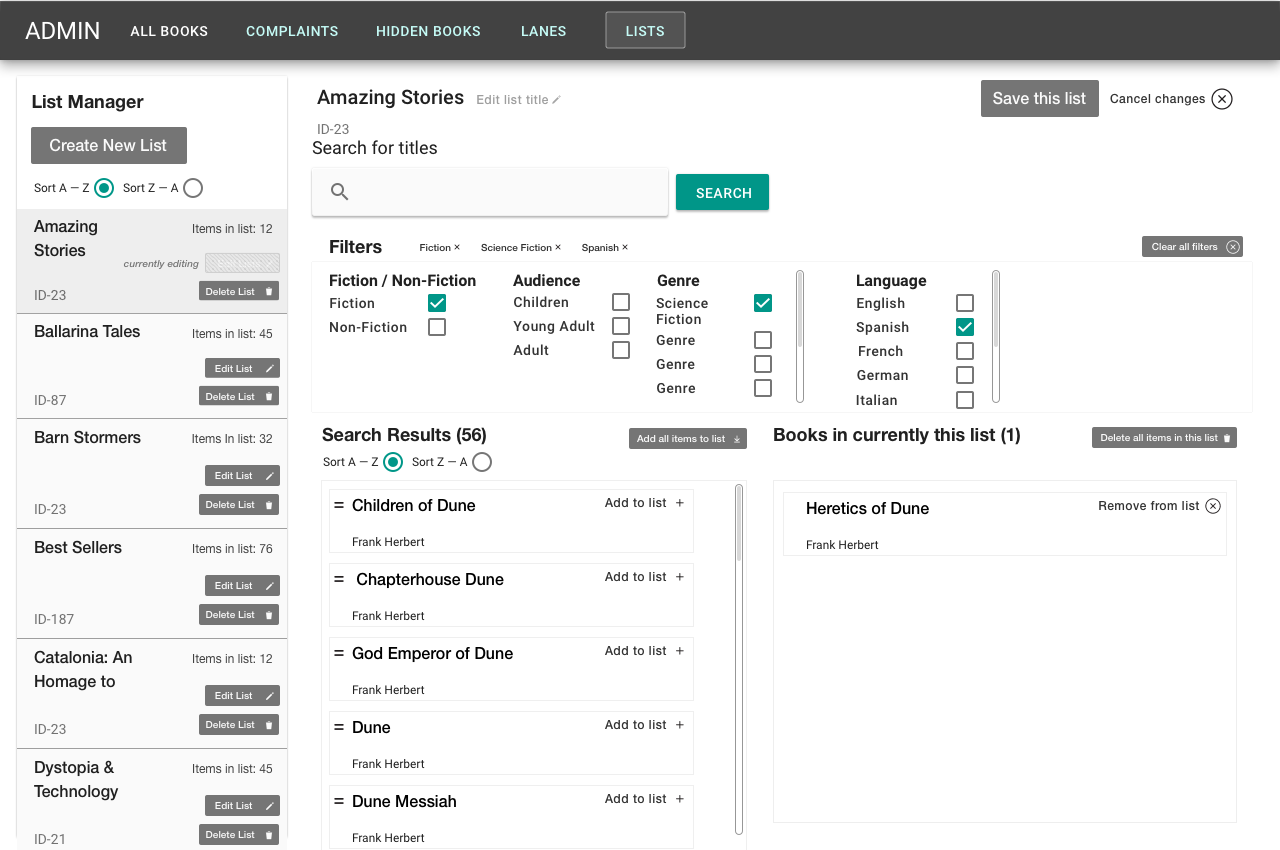 ADMIN ALL BOOKS COMPLAINTS HIDDEN BOOKS LANES LISTS
List Manager
Create New List
Sort A – Z Sort Z – A
Amazing Stories
Items in list: 12
currently editing
ID-23
Delete List
Ballarina Tales
Items in list: 45
Edit List
ID-87
Delete List
Barn Stormers
Items In list: 32
Edit List
ID-23
Delete List
Best Sellers
Items in list: 76
Edit List
ID-187
Delete List
Catalonia: An Homage to
Items in list: 12
Edit List
ID-23
Delete List
Dystopia & Technology
Items in list: 45
Edit List
ID-21
Delete List
Amazing Stories Edit list title
Save this list Cancel changes
ID-23
Search for titles
SEARCH
Filters Fiction × Science Fiction × Spanish ×
Clear all filters
Fiction / Non-Fiction
Fiction
Non-Fiction
Audience
Children
Young Adult
Adult
Genre
Science Fiction
Genre
Genre
Genre
Language
English
Spanish
French
German
Italian
Search Results (56)
Add all items to list
Sort A – Z Sort Z – A
= Children of Dune Add to list +
Frank Herbert
= Chapterhouse Dune Add to list +
Frank Herbert
= God Emperor of Dune Add to list +
Frank Herbert
= Dune Add to list +
Frank Herbert
= Dune Messiah Add to list +
Frank Herbert
Books in currently this list (1)
Delete all items in this list
Heretics of Dune Remove from list
Frank Herbert